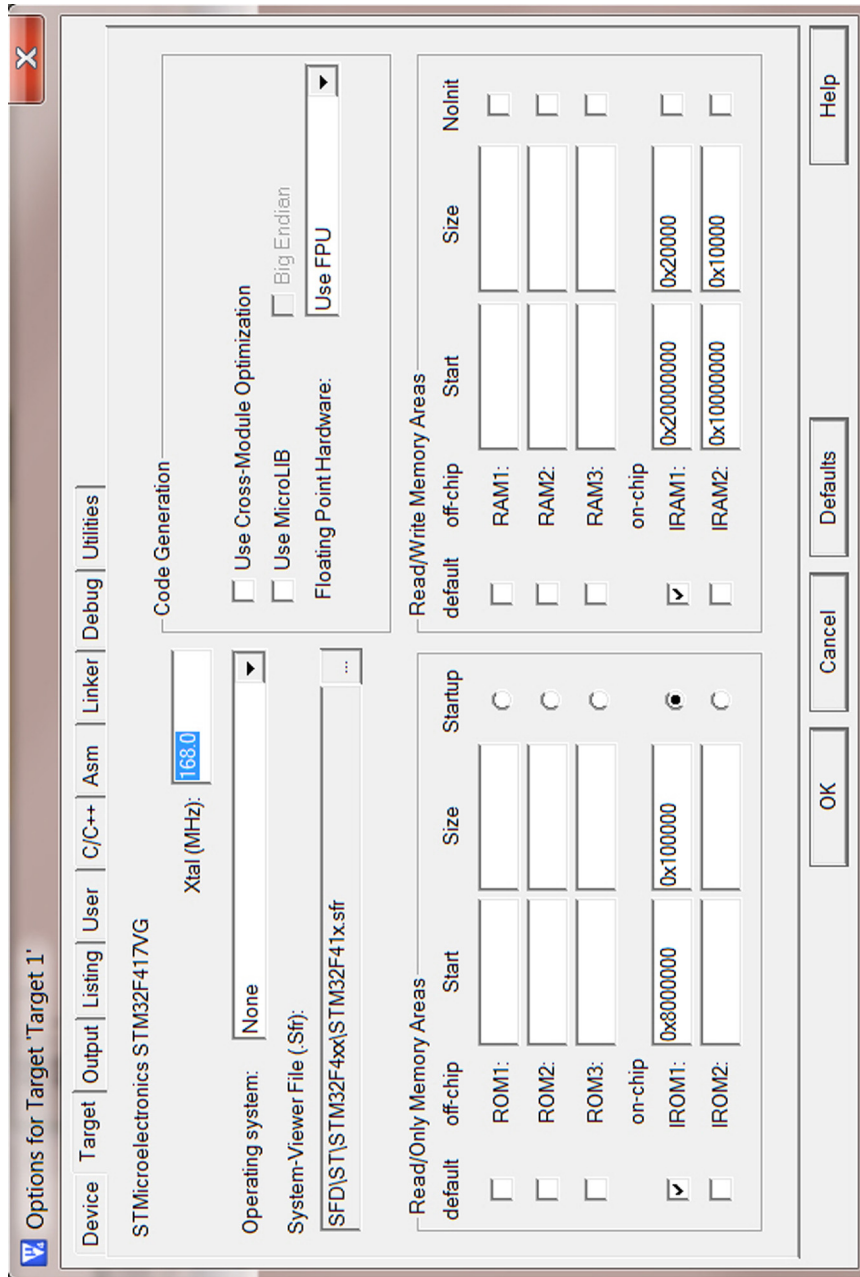 Options for Target 'Target 1'
X
Device Target Output Listing User C/C++ Asm Linker Debug Utilities
STMicroelectronics STM32F417VG
Xtal (MHz): 168.0
Operating system: None
System-Viewer File (.Sfr):
SFD\ST\STM32F4xx\STM32F41x.sfr ...
Code Generation
Use Cross-Module Optimization
Use MicroLIB Big Endian
Floating Point Hardware: Use FPU
Read/Only Memory Areas
default off-chip Start Size Startup
ROM1:
ROM2:
ROM3:
on-chip
IROM1: 0x8000000 0x100000
IROM2:
Read/Write Memory Areas
default off-chip Start Size NoInit
RAM1:
RAM2:
RAM3:
on-chip
IRAM1: 0x20000000 0x20000
IRAM2: 0x10000000 0x10000
OK Cancel Defaults Help